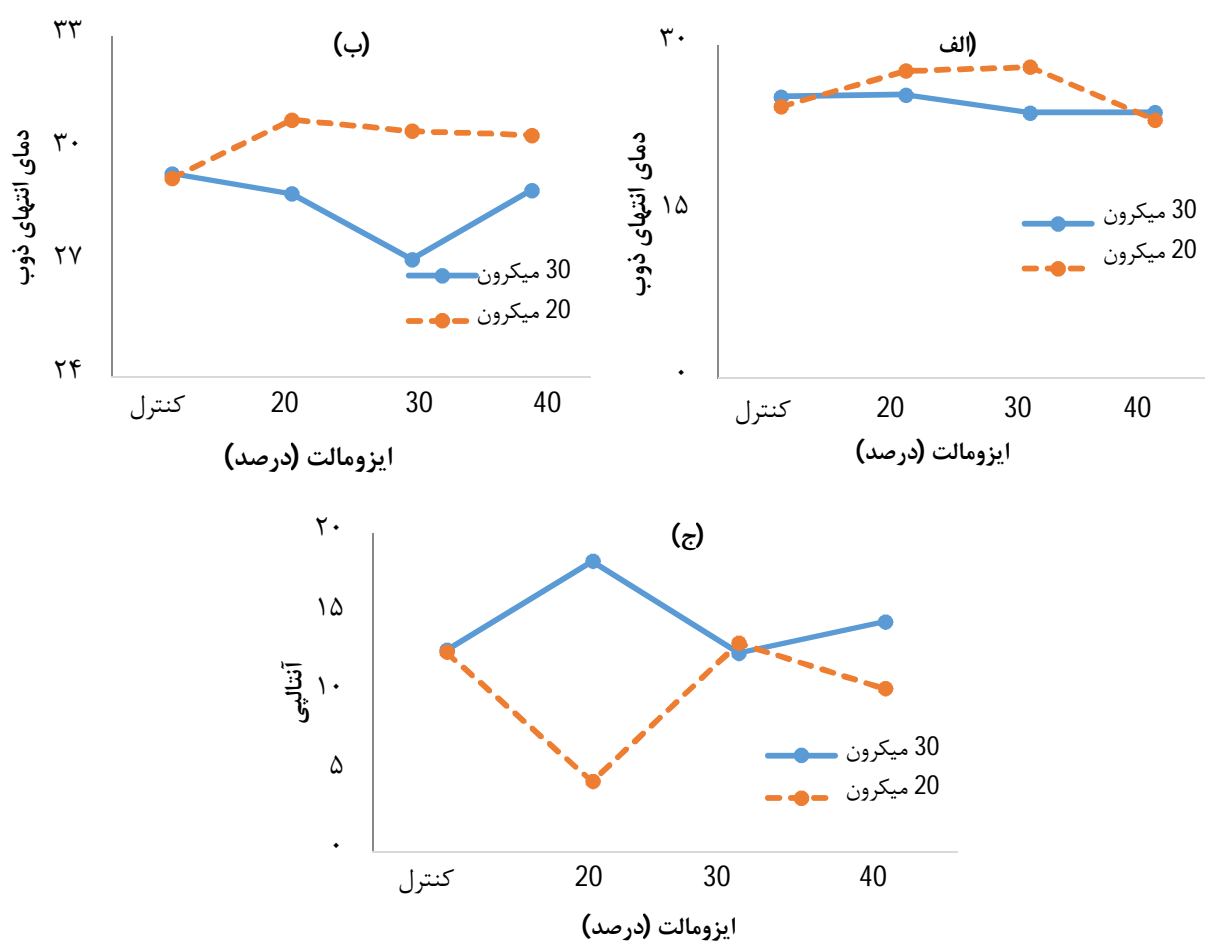 (الف
دمای انتهای ذوب
۳۰
۱۵
۰
30 میکرون
20 میکرون
کنترل 20 30 40
ایزومالت (درصد)
(ب)
دمای انتهای ذوب
۳۳
۳۰
۲۷
۲۴
30 میکرون
20 میکرون
کنترل 20 30 40
ایزومالت (درصد)
(ج)
آنتالپی
۲۰
۱۵
۱۰
۵
۰
30 میکرون
20 میکرون
کنترل 20 30 40
ایزومالت (درصد)